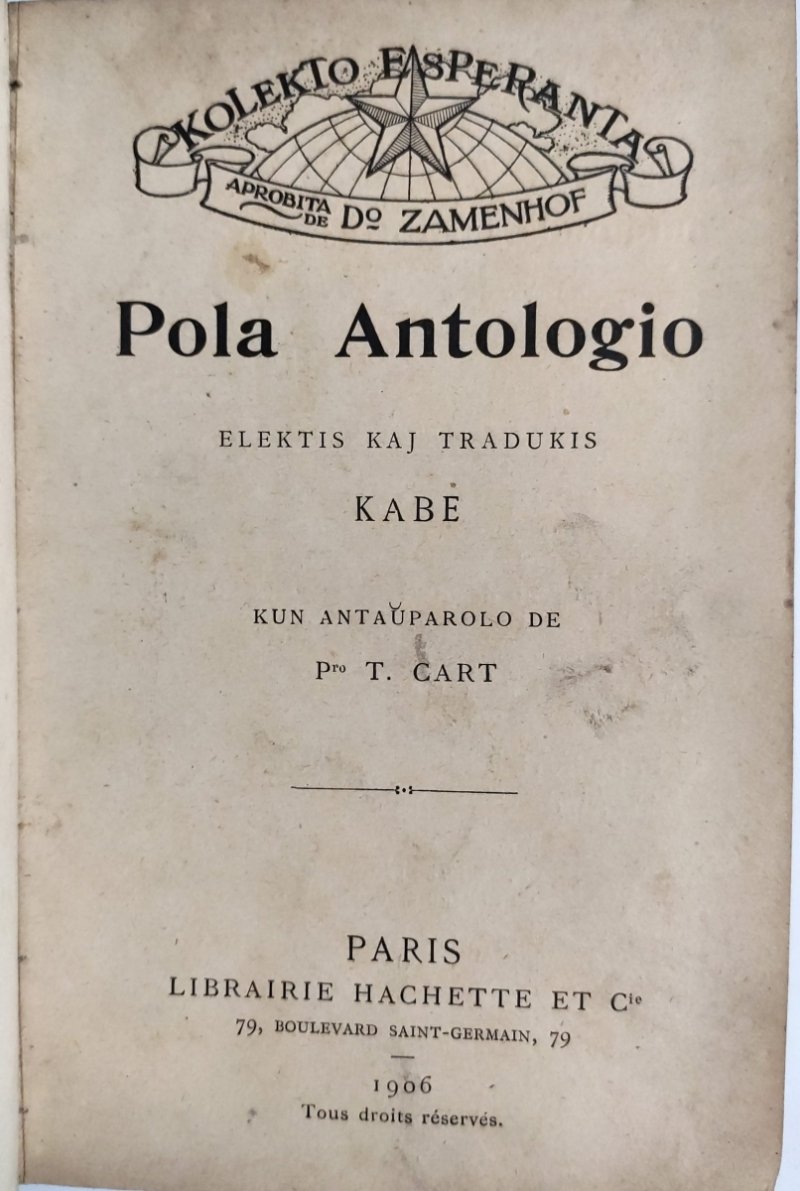 KOLEKTO ESPERANTA
APROBITA DE Dº ZAMENHOF
Pola Antologio
ELEKTIS KAJ TRADUKIS
KABE
KUN ANTAŬPAROLO DE
Pro T. CART
PARIS
LIBRAIRIE HACHETTE ET Cie
79, BOULEVARD SAINT-GERMAIN, 79
1906
Tous droits réservés.